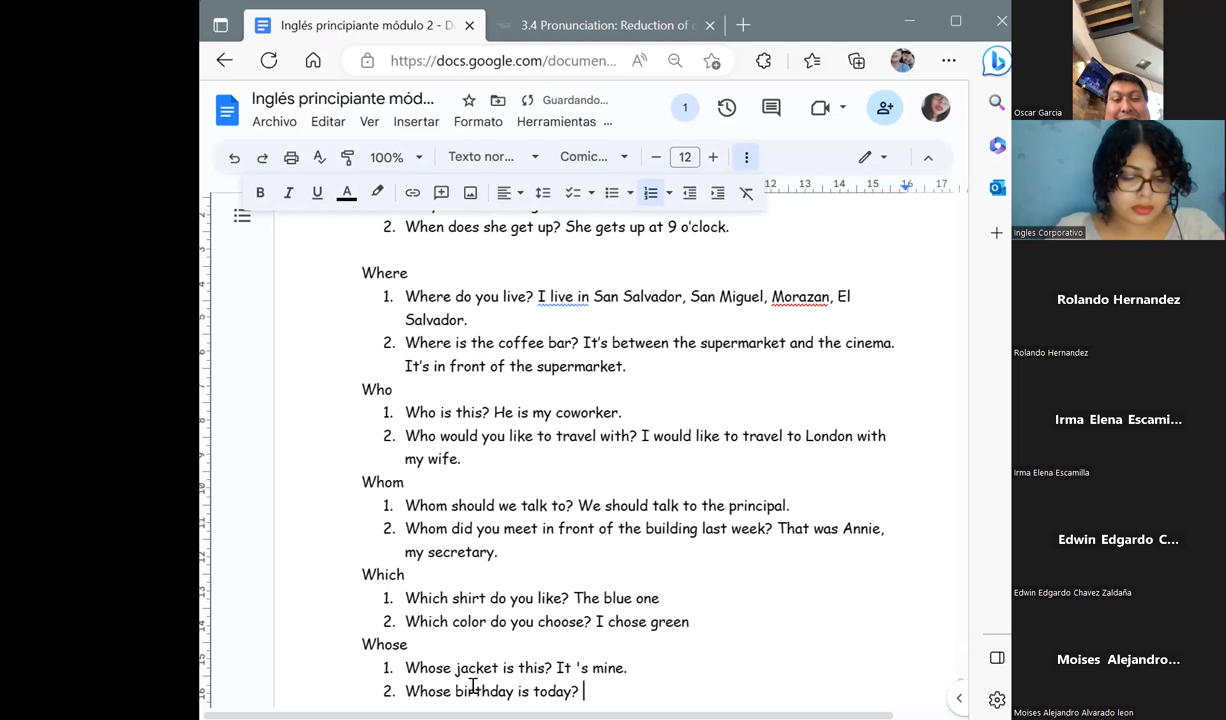 Inglés principiante módulo 2 - D
3.4 Pronunciation: Reduction of
https://docs.google.com/documen...
Inglés principiante mód...
Guardando...
1
Archivo Editar Ver Insertar Formato Herramientas ...
100% Texto nor... Comic... 12
B I U A
12 13 14 15 16 17
2. When does she get up? She gets up at 9 o'clock.
Where
1. Where do you live? I live in San Salvador, San Miguel, Morazan, El
Salvador.
2. Where is the coffee bar? It's between the supermarket and the cinema.
It's in front of the supermarket.
Who
1. Who is this? He is my coworker.
2. Who would you like to travel with? I would like to travel to London with
my wife.
Whom
1. Whom should we talk to? We should talk to the principal.
2. Whom did you meet in front of the building last week? That was Annie,
my secretary.
Which
1. Which shirt do you like? The blue one
2. Which color do you choose? I chose green
Whose
1. Whose jacket is this? It 's mine.
2. Whose birthday is today?
Oscar Garcia
Ingles Corporativo
Rolando Hernandez
Rolando Hernandez
Irma Elena Escami...
Irma Elena Escamilla
Edwin Edgardo C...
Edwin Edgardo Chavez Zaldaña
Moises Alejandro...
Moises Alejandro Alvarado leon